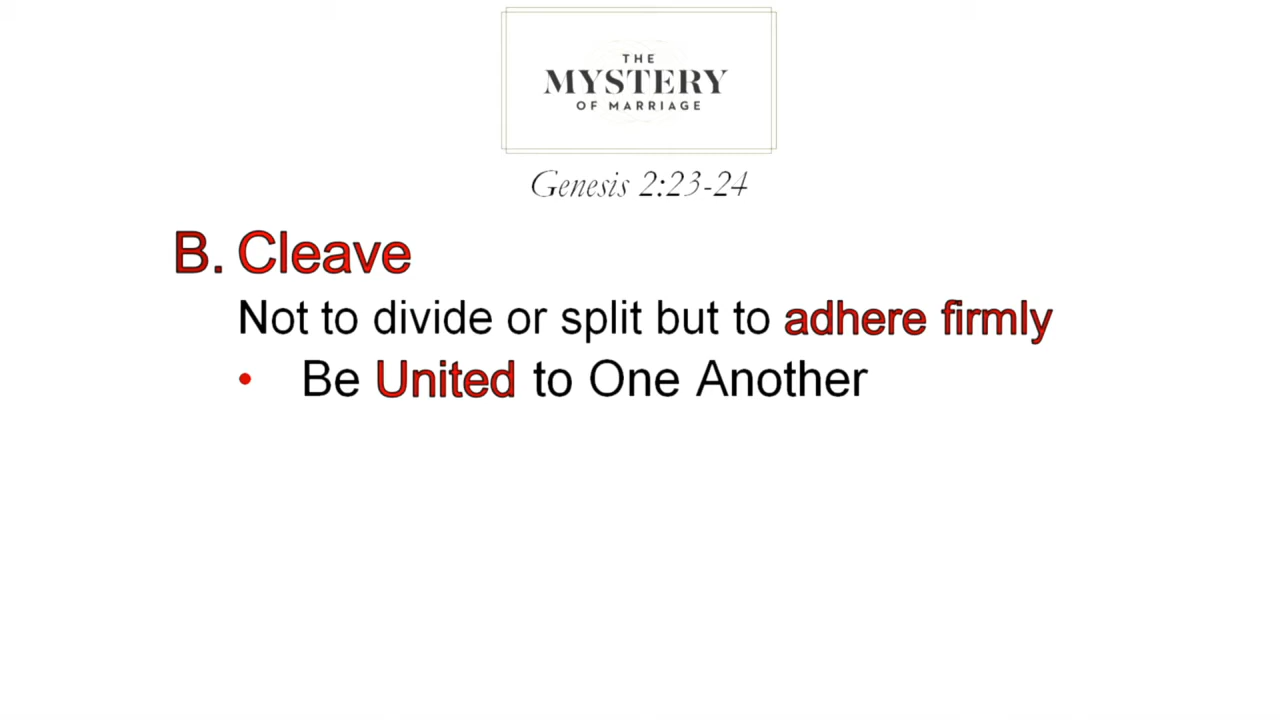 THE
MYSTERY
OF MARRIAGE
Genesis 2:23-24
B. Cleave
Not to divide or split but to adhere firmly
• Be United to One Another